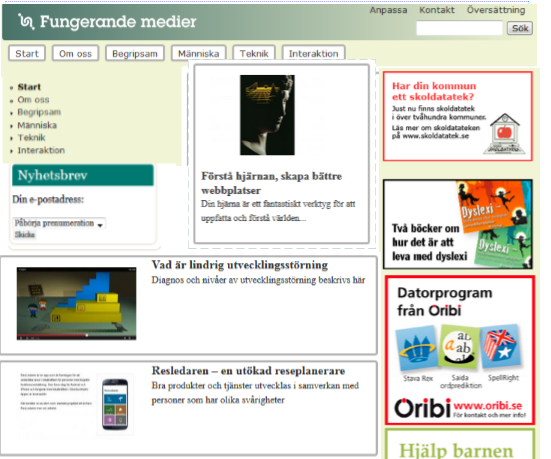 Anpassa Kontakt Översättning
Fungerande medier
Sök
Start Om oss Begripsam Människa Teknik Interaktion
Start
Om oss
Begripsam
Människa
Teknik
Interaktion
Nyhetsbrev
Din e-postadress:
Påbörja prenumeration
Skicka
Förstå hjärnan, skapa bättre
webbplatser
Din hjärna är ett fantastiskt verktyg för att
uppfatta och förstå världen...
Vad är lindrig utvecklingsstörning
Diagnos och nivåer av utvecklingsstörning beskrivs här
Resledaren – en utökad reseplanerare
Bra produkter och tjänster utvecklas i samverkan med
personer som har olika svårigheter
Har din kommun
ett skoldatatek?
Just nu finns skoldatatek
i över tvåhundra kommuner.
Läs mer om skoldatateken
på www.skoldatatek.se
SKOLDATATEK
Två böcker om
hur det är att
leva med dyslexi
Dyslexi
Dyslexi
Datorprogram
från Oribi
Stava Rex Saida ordprediktion SpellRight
Oribi www.oribi.se
För kontakt och mer info!
Hjälp barnen